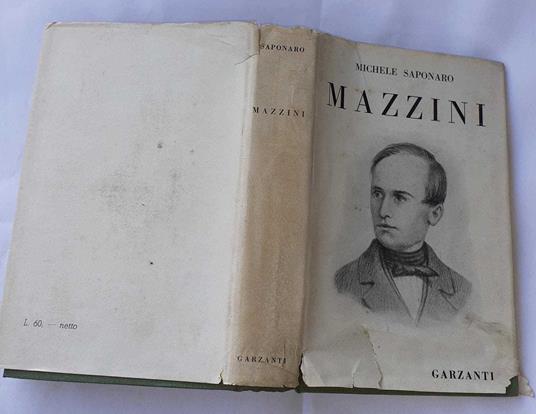 L. 60, — netto
SAPONARO
MAZZINI
GARZANTI
MICHELE SAPONARO
MAZZINI
GARZANTI